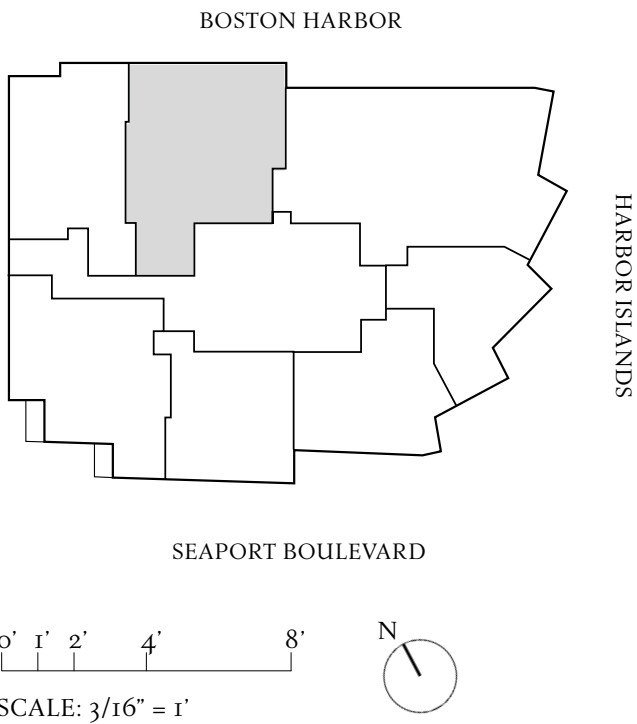 BOSTON HARBOR
HARBOR ISLANDS
SEAPORT BOULEVARD
0’ 1’ 2’ 4’ 8’
N
SCALE: 3/16” = 1’